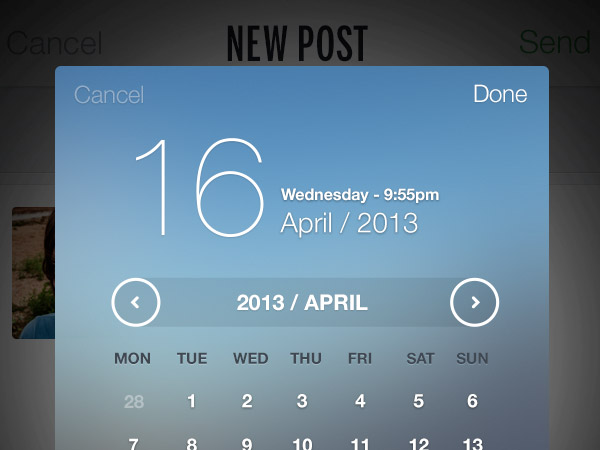 Cancel NEW POST Send
Cancel Done
16
Wednesday - 9:55pm
April / 2013
2013 / APRIL
MON TUE WED THU FRI SAT SUN
28 1 2 3 4 5 6
7 8 9 10 11 12 13